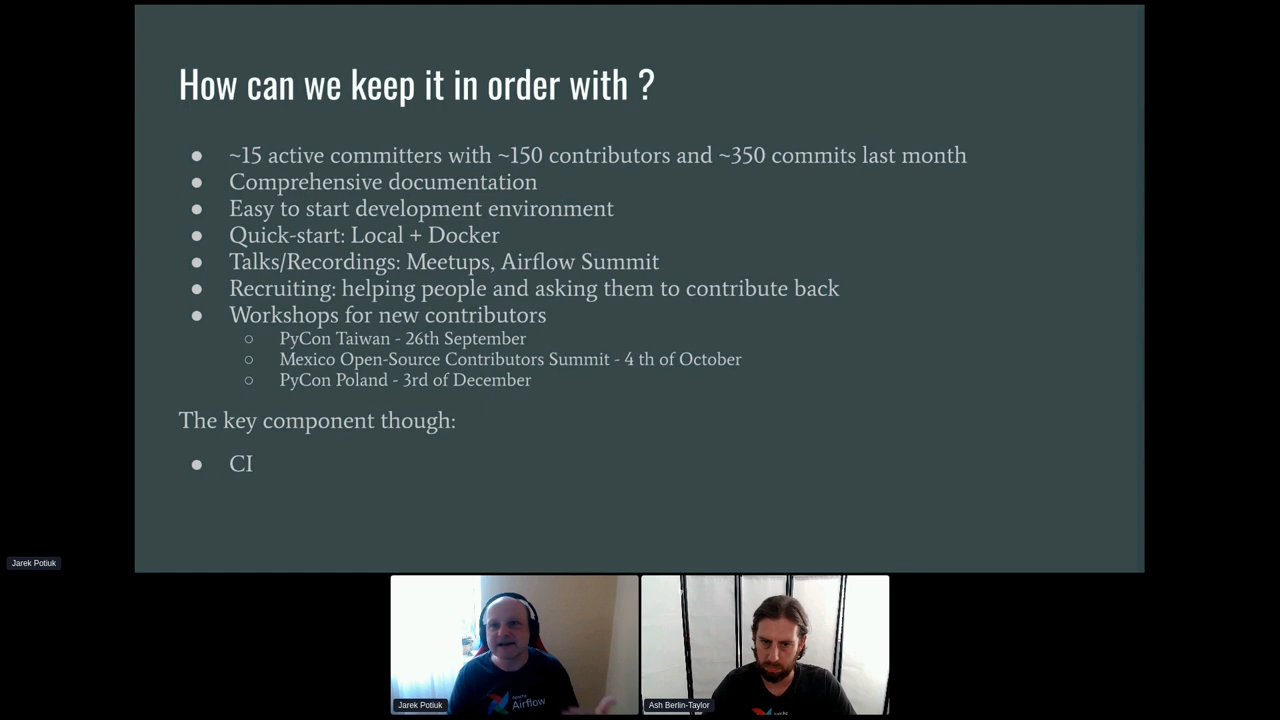 How can we keep it in order with ?
● ~15 active committers with ~150 contributors and ~350 commits last month
● Comprehensive documentation
● Easy to start development environment
● Quick-start: Local + Docker
● Talks/Recordings: Meetups, Airflow Summit
● Recruiting: helping people and asking them to contribute back
● Workshops for new contributors
○ PyCon Taiwan - 26th September
○ Mexico Open-Source Contributors Summit - 4 th of October
○ PyCon Poland - 3rd of December
The key component though:
● CI
Jarek Potiuk
Airflow
Jarek Potiuk
Ash Berlin-Taylor